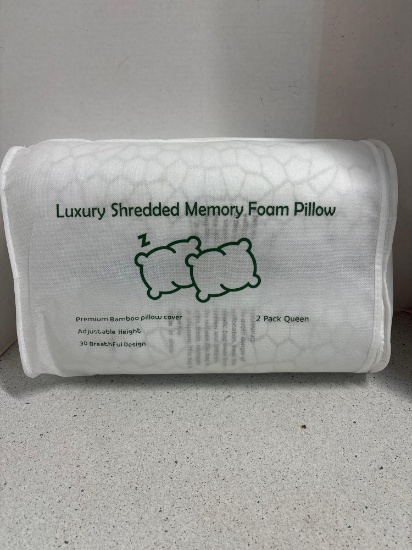 Luxury Shredded Memory Foam Pillow
Z
Premium Bamboo pillow cover
2 Pack Queen
Adjustable Height
3D BreathFul Design